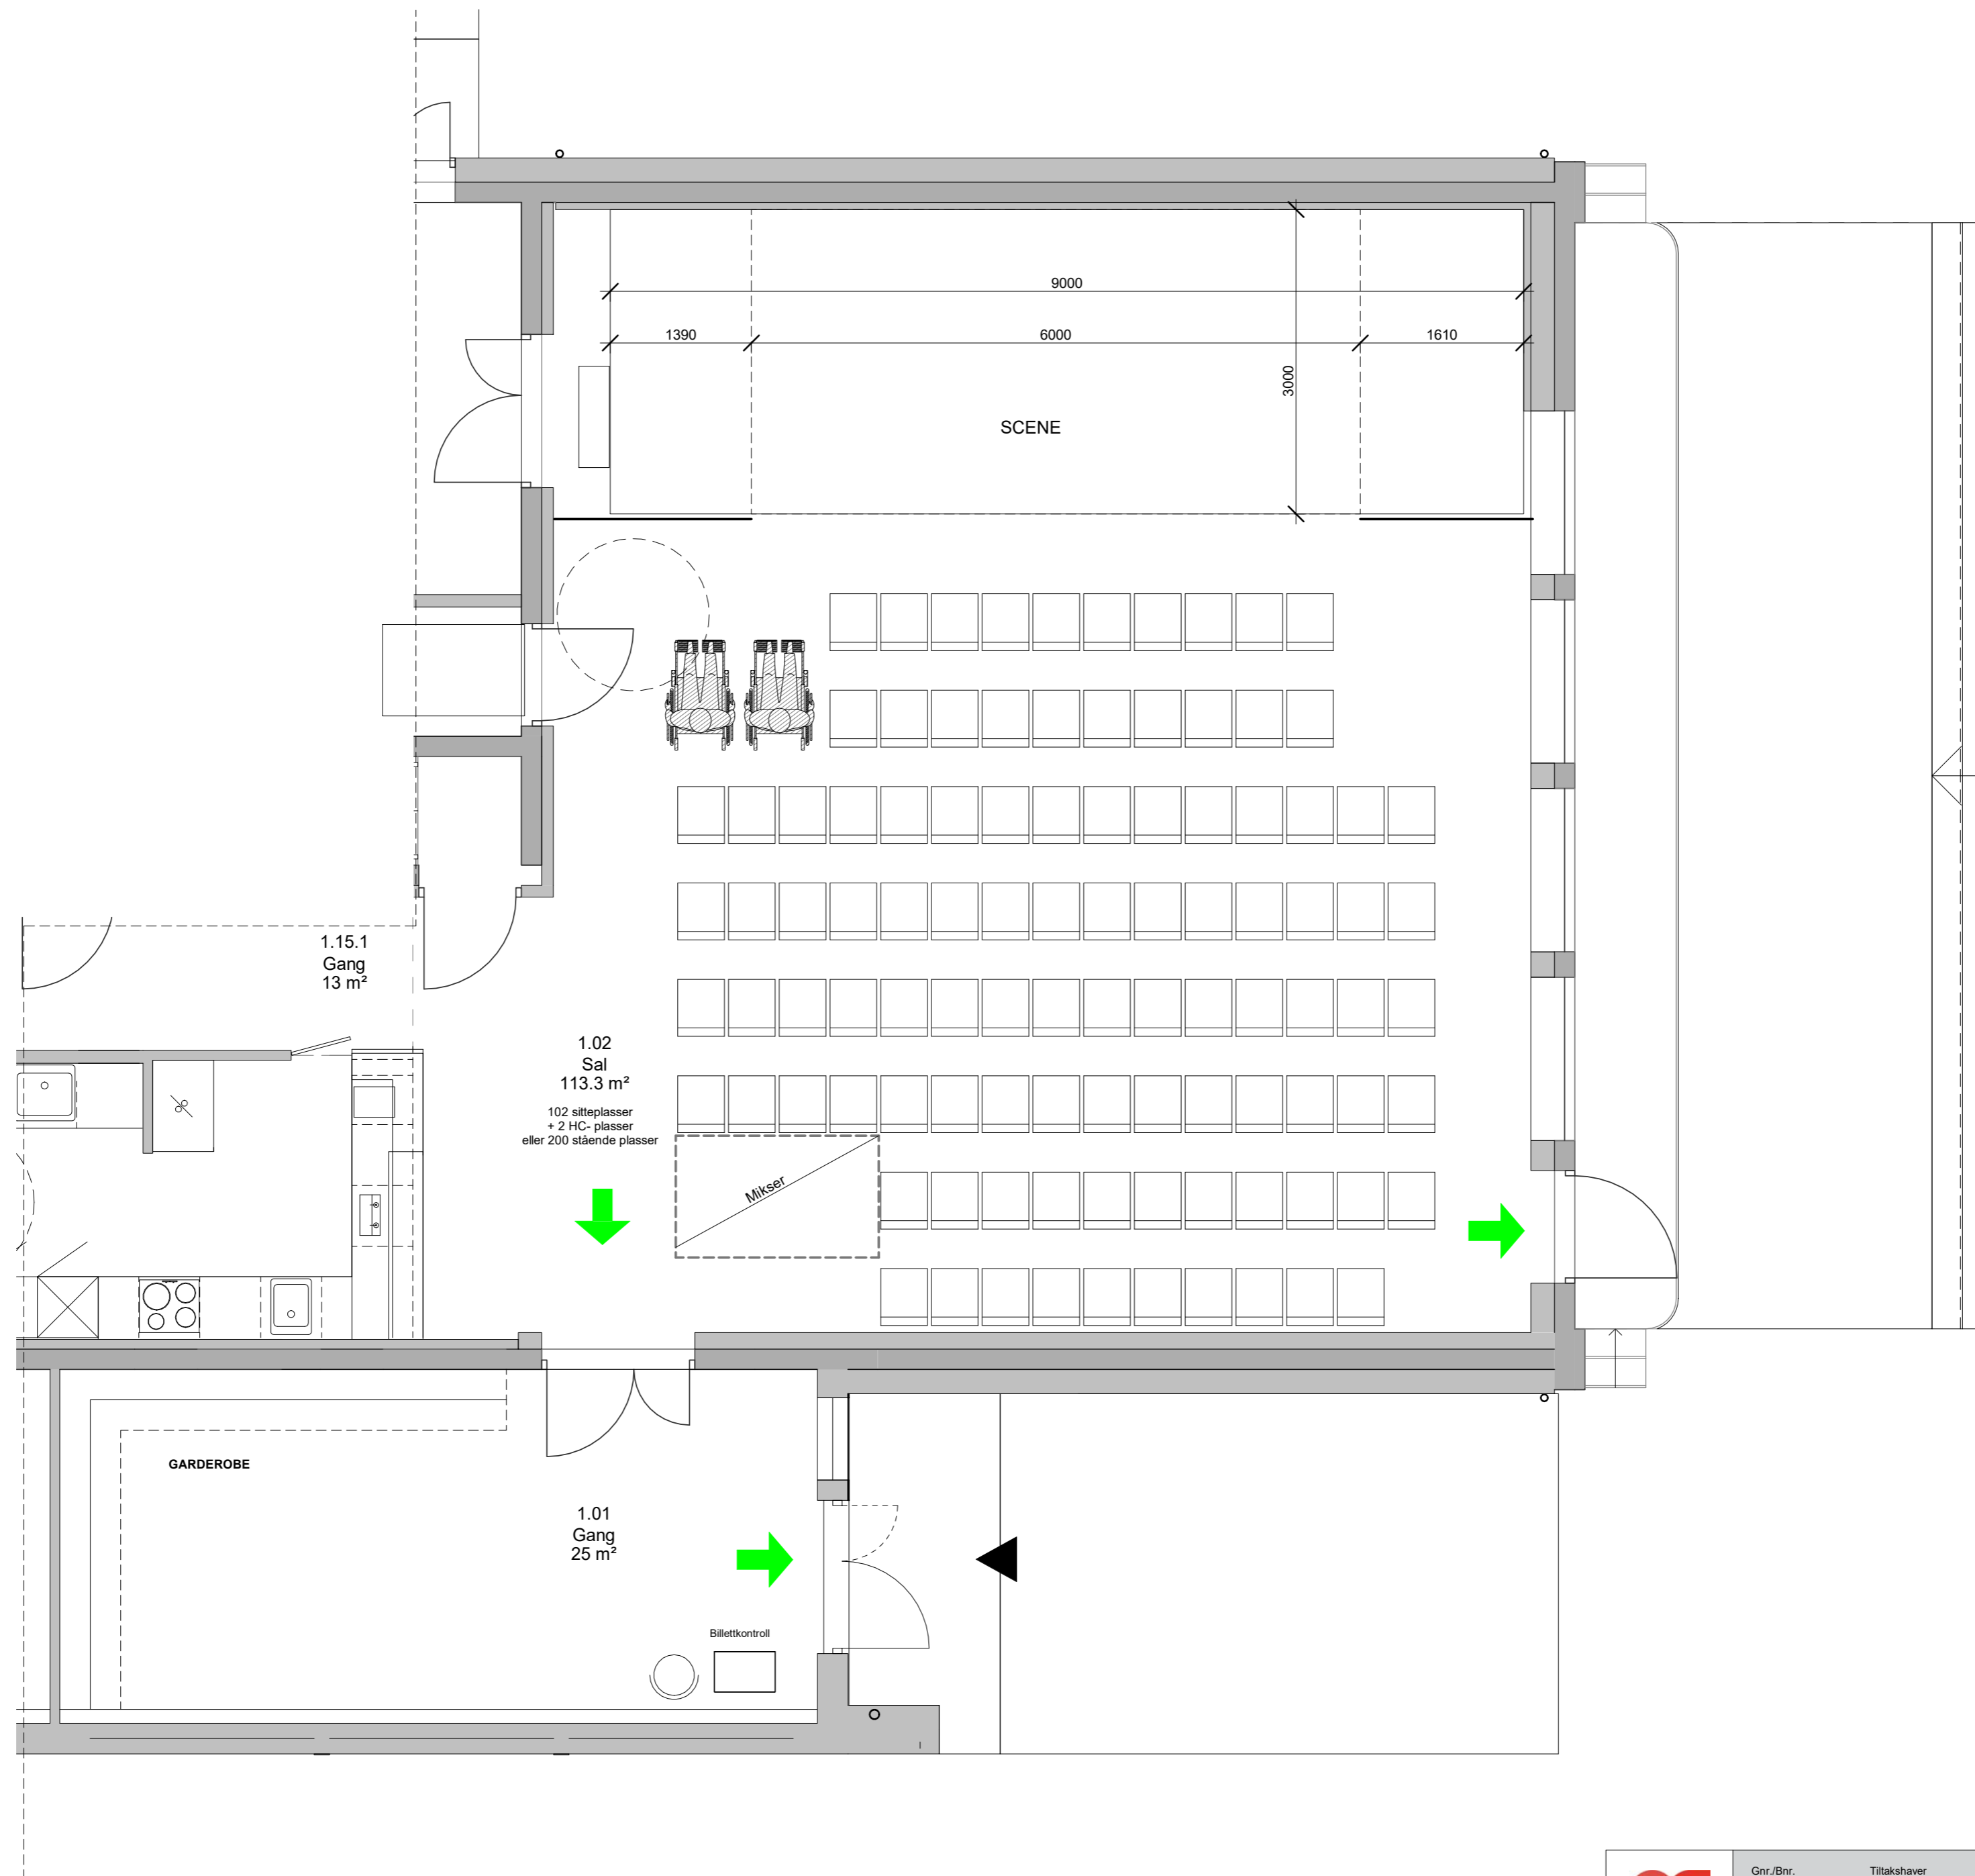 9000
1390
6000
1610
3000
SCENE
1.15.1
Gang
13 m²
1.02
Sal
113.3 m²
102 sitteplasser
+ 2 HC- plasser
eller 200 stående plasser
Mikser
GARDEROBE
1.01
Gang
25 m²
Billettkontroll
Gnr./Bnr. Tiltakshaver